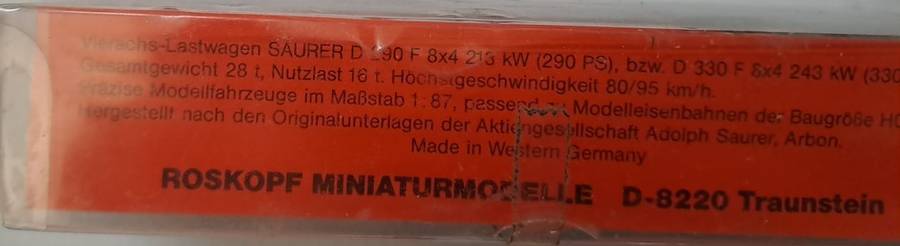 Vierachs-Lastwagen SAURER D 290 F 8x4 213 kW (290 PS), bzw. D 330 F 8x4 243 kW (330
Gesamtgewicht 28 t, Nutzlast 16 t. Höchstgeschwindigkeit 80/95 km/h.
Präzise Modellfahrzeuge im Maßstab 1:87, passend zu Modelleisenbahnen der Baugröße H0
Hergestellt nach den Originalunterlagen der Aktiengesellschaft Adolph Saurer, Arbon.
Made in Western Germany
ROSKOPF MINIATURMODELLE D-8220 Traunstein